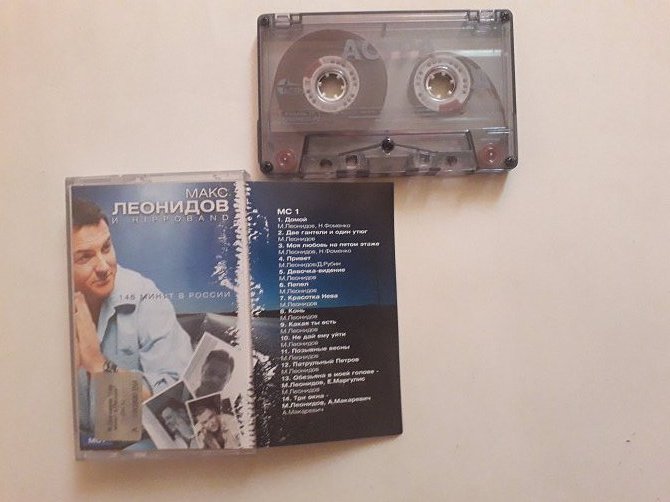 МАКС
ЛЕОНИДОВ
И HIPPOBAND
146 МИНУТ В РОССИИ
МС 1
1. Домой
М.Леонидов, Н.Фоменко
2. Две гантели и один утюг
М.Леонидов
3. Моя любовь на пятом этаже
М.Леонидов, Н.Фоменко
4. Привет
М.Леонидов/Д.Рубин
5. Девочка-видение
М.Леонидов
6. Пепел
М.Леонидов
7. Красотка Нева
М.Леонидов
8. Конь
М.Леонидов
9. Какая ты есть
М.Леонидов
10. Не дай ему уйти
М.Леонидов
11. Позывные весны
М.Леонидов
12. Патрульный Петров
М.Леонидов
13. Обезьяна в моей голове -
М.Леонидов, Е.Маргулис
М.Леонидов
14. Три окна -
М.Леонидов, А.Макаревич
А.Макаревич